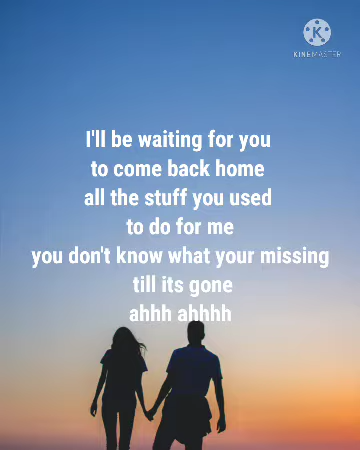 K
KINEMASTER
I'll be waiting for you
to come back home
all the stuff you used
to do for me
you don't know what your missing
till its gone
ahhh ahhhh